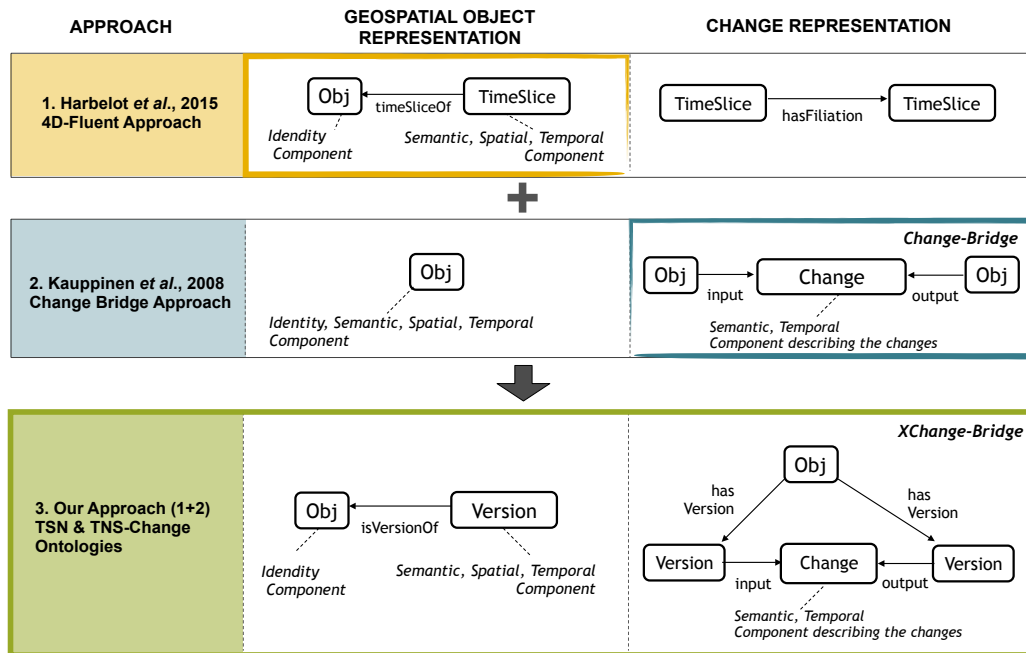 APPROACH
GEOSPATIAL OBJECT
REPRESENTATION
CHANGE REPRESENTATION
1. Harbelot et al., 2015
4D-Fluent Approach
Obj
timeSliceOf
TimeSlice
Idendity
Component
Semantic, Spatial, Temporal
Component
TimeSlice
hasFiliation
TimeSlice
2. Kauppinen et al., 2008
Change Bridge Approach
Obj
Identity, Semantic, Spatial, Temporal
Component
Change-Bridge
Obj
input
Change
output
Obj
Semantic, Temporal
Component describing the changes
3. Our Approach (1+2)
TSN & TNS-Change
Ontologies
Obj
isVersionOf
Version
Idendity
Component
Semantic, Spatial, Temporal
Component
XChange-Bridge
Obj
has
Version
has
Version
Version
input
Change
output
Version
Semantic, Temporal
Component describing the changes